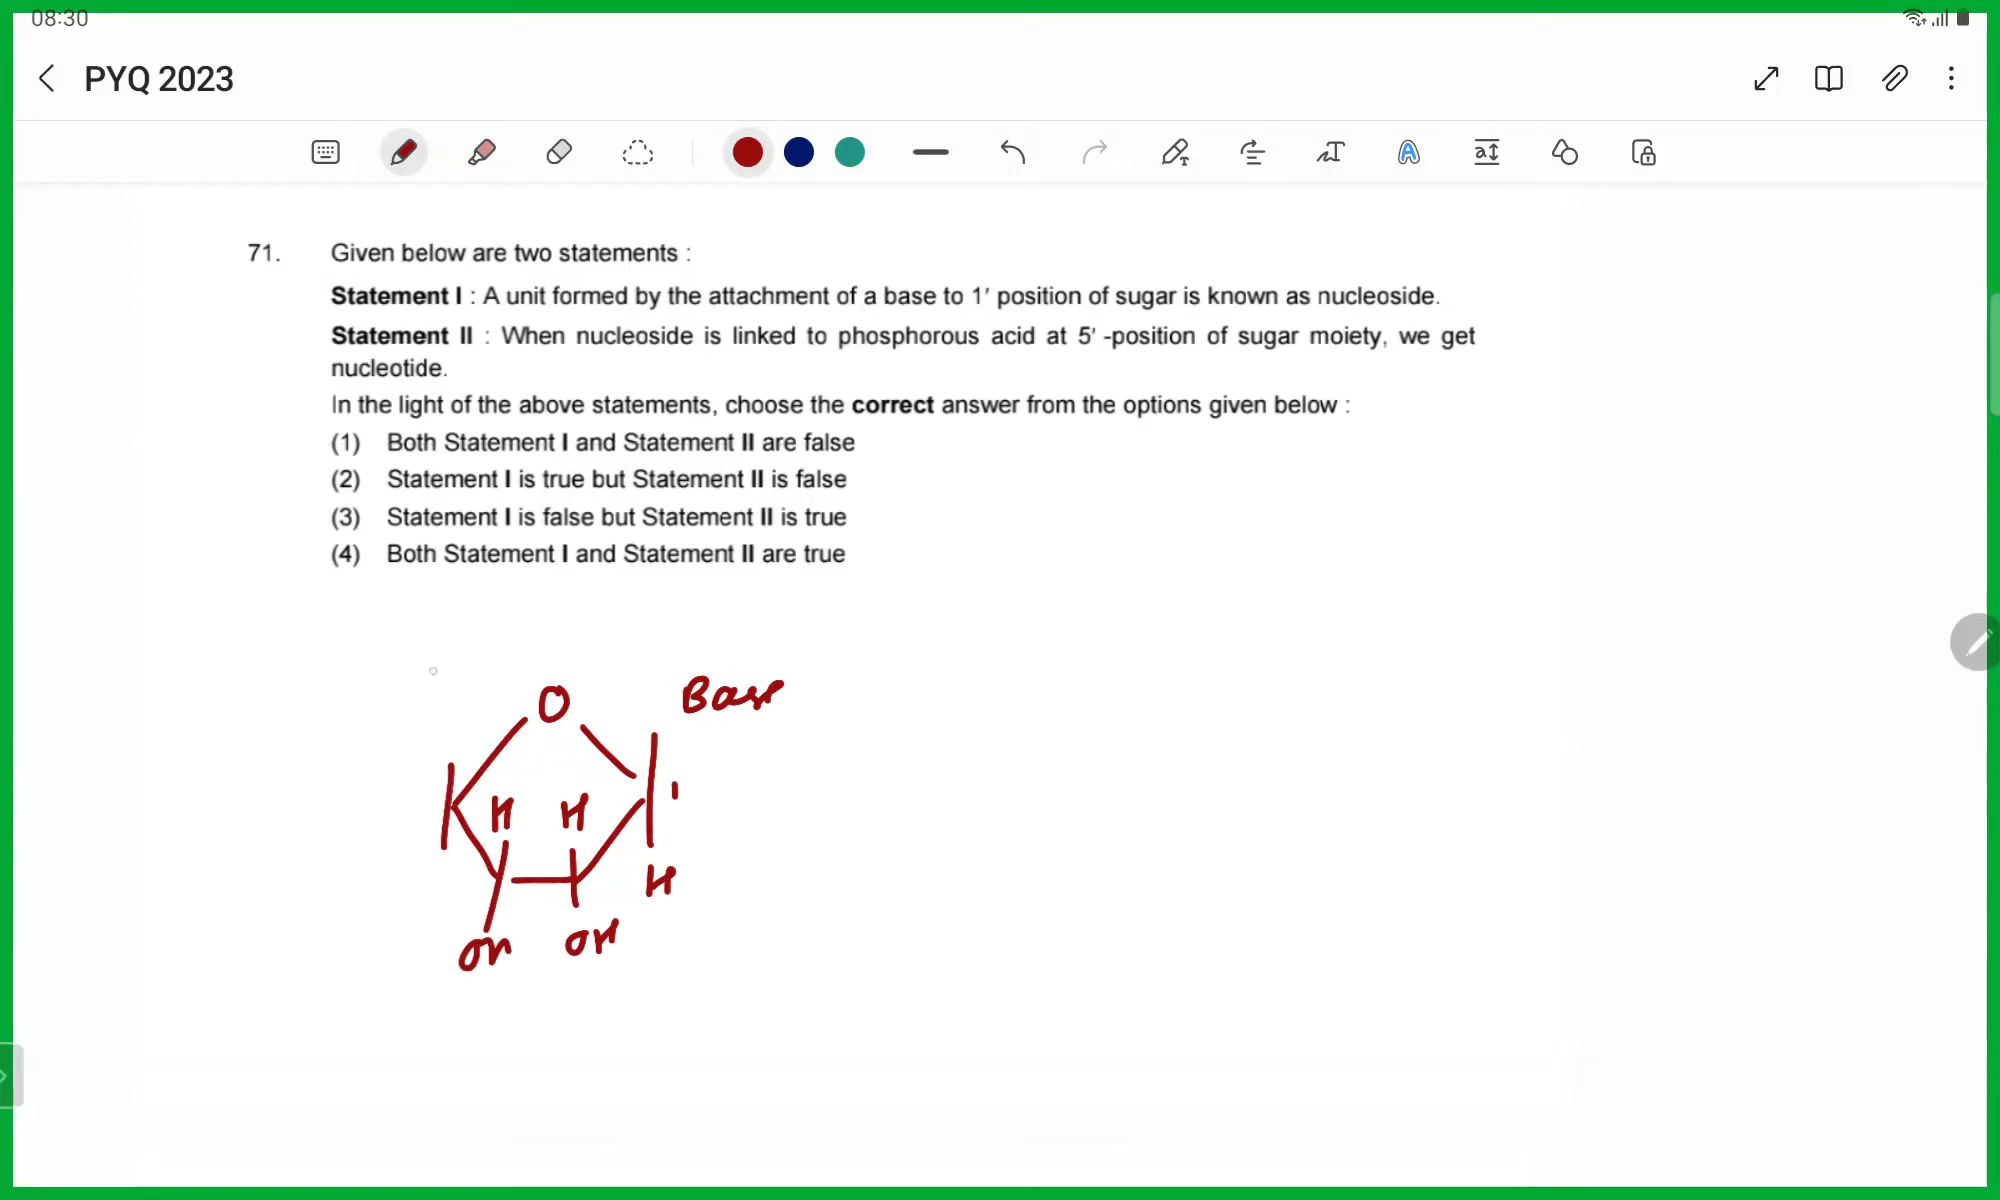 08:30
PYQ 2023
71. Given below are two statements :
Statement I : A unit formed by the attachment of a base to 1′ position of sugar is known as nucleoside.
Statement II : When nucleoside is linked to phosphorous acid at 5′ -position of sugar moiety, we get
nucleotide.
In the light of the above statements, choose the correct answer from the options given below :
(1) Both Statement I and Statement II are false
(2) Statement I is true but Statement II is false
(3) Statement I is false but Statement II is true
(4) Both Statement I and Statement II are true
O Base
H H
H
OH OH